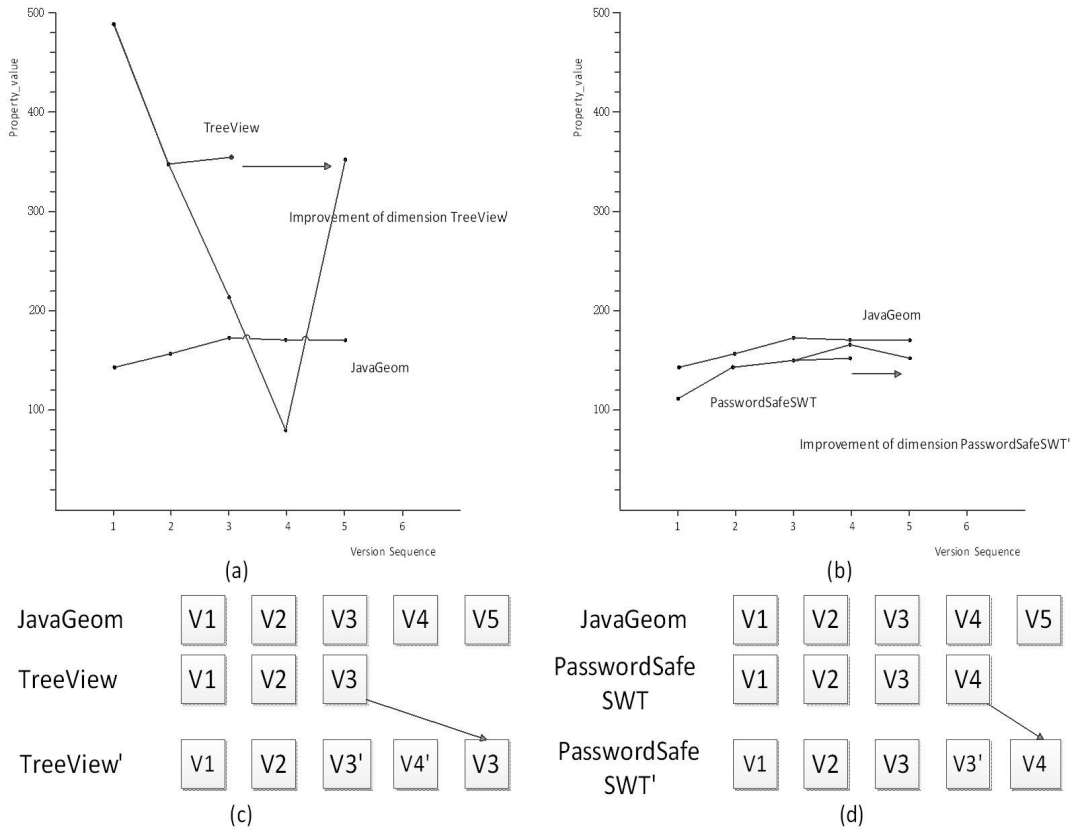 500
400
300
200
100
Property_value
TreeView
Improvement of dimension TreeView'
JavaGeom
1 2 3 4 5 6
Version Sequence
(a)
500
400
300
200
100
Property_value
JavaGeom
PasswordSafeSWT
Improvement of dimension PasswordSafeSWT'
1 2 3 4 5 6
Version Sequence
(b)
JavaGeom V1 V2 V3 V4 V5
TreeView V1 V2 V3
TreeView' V1 V2 V3' V4' V3
(c)
JavaGeom V1 V2 V3 V4 V5
PasswordSafe
SWT
V1 V2 V3 V4
PasswordSafe
SWT'
V1 V2 V3 V3' V4
(d)